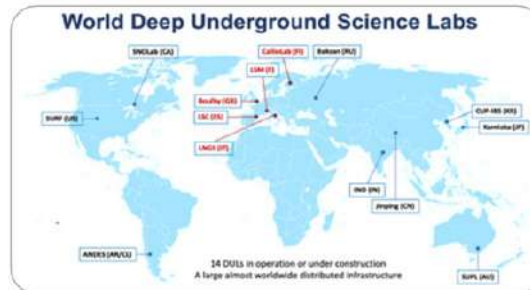 World Deep Underground Science Labs
SNOLab (CA)
CallioLab (FI)
Baksan (RU)
LSM (F)
Boulby (GB)
SURF (US)
LSC (ES)
CUP-IBS (KR)
Kamioka (JP)
LNGS (IT)
INO (IN)
Jinping (CN)
ANDES (AR/CL)
SUPL (AU)
14 DULs in operation or under construction
A large almost worldwide distributed infrastructure